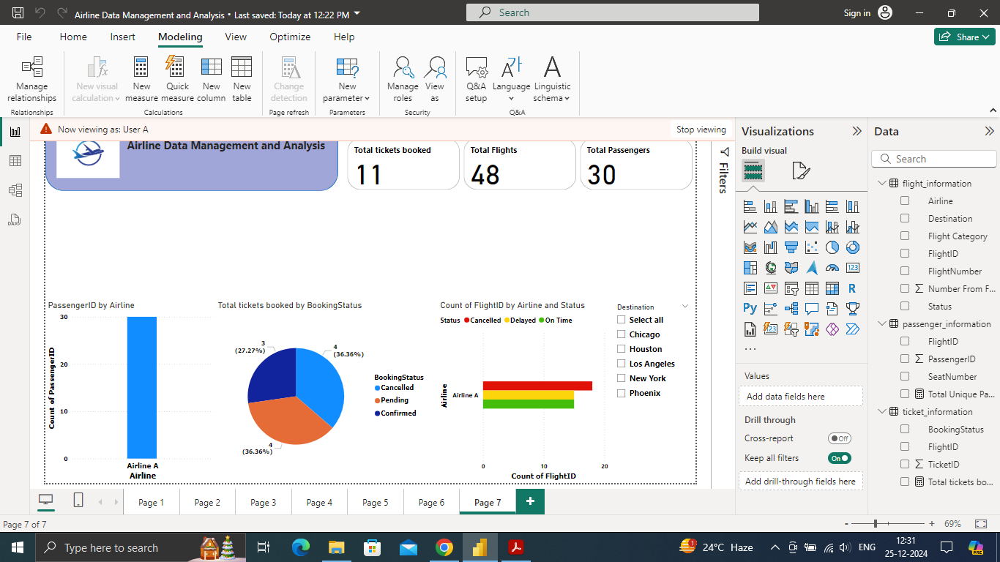 Airline Data Management and Analysis • Last saved: Today at 12:22 PM
Search
Sign in
File
Home
Insert
Modeling
View
Optimize
Help
Share
Manage
relationships
New visual
calculation
New
measure
Quick
measure
New
column
New
table
Change
detection
New
parameter
Manage
roles
View
as
Q&A
setup
Language
Linguistic
schema
Relationships
Calculations
Page refresh
Parameters
Security
Q&A
Now viewing as: User A
Stop viewing
Airline Data Management and Analysis
Total tickets booked
11
Total Flights
48
Total Passengers
30
PassengerID by Airline
Count of PassengerID
30
20
10
0
Airline A
Airline
Total tickets booked by BookingStatus
3
(27.27%)
4
(36.36%)
4
(36.36%)
BookingStatus
Cancelled
Pending
Confirmed
Count of FlightID by Airline and Status
Status Cancelled Delayed On Time
Airline
Airline A
0 10 20
Count of FlightID
Destination
Select all
Chicago
Houston
Los Angeles
New York
Phoenix
Filters
Visualizations
Build visual
123
R
Py
123
...
Values
Add data fields here
Drill through
Cross-report
Off
Keep all filters
On
Add drill-through fields here
Data
Search
flight_information
Airline
Destination
Flight Category
FlightID
FlightNumber
Number From F...
Status
passenger_information
FlightID
PassengerID
SeatNumber
Total Unique Pa...
ticket_information
BookingStatus
FlightID
TicketID
Total tickets bo...
DAX
Page 1
Page 2
Page 3
Page 4
Page 5
Page 6
Page 7
+
Page 7 of 7
- + 69%
Type here to search
1
24°C Haze
ENG
12:31
25-12-2024
PRE